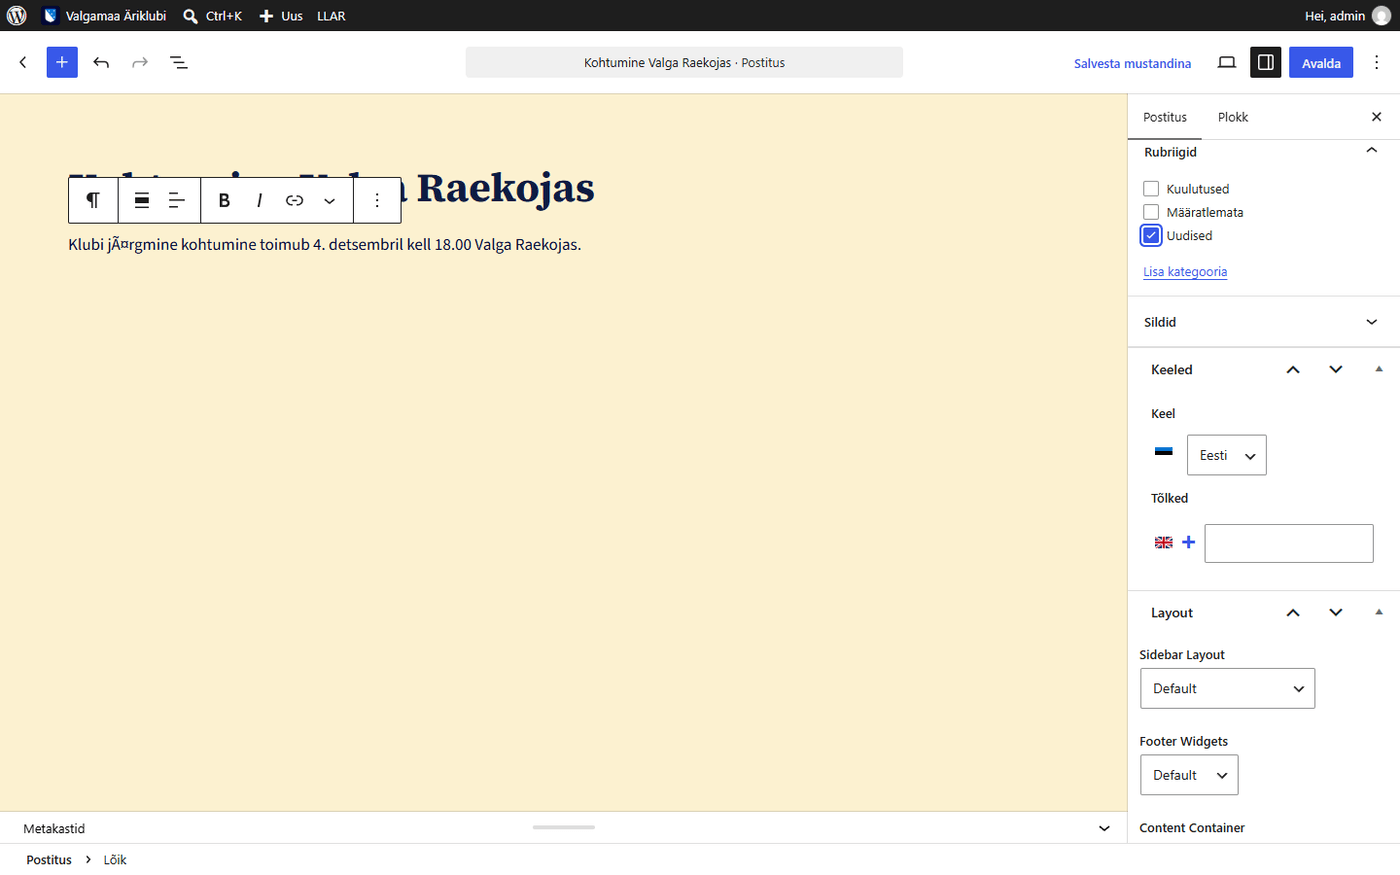 Valgamaa Äriklubi Ctrl+K Uus LLAR Hei, admin
Kohtumine Valga Raekojas · Postitus Salvesta mustandina Avalda
Postitus Plokk
Raekojas
B I
Klubi jÃ¤rgmine kohtumine toimub 4. detsembril kell 18.00 Valga Raekojas.
Rubriigid
Kuulutused
Määratlemata
Uudised
Lisa kategooria
Sildid
Keeled
Keel
Eesti
Tõlked
Layout
Sidebar Layout
Default
Footer Widgets
Default
Content Container
Metakastid
Postitus Lõik